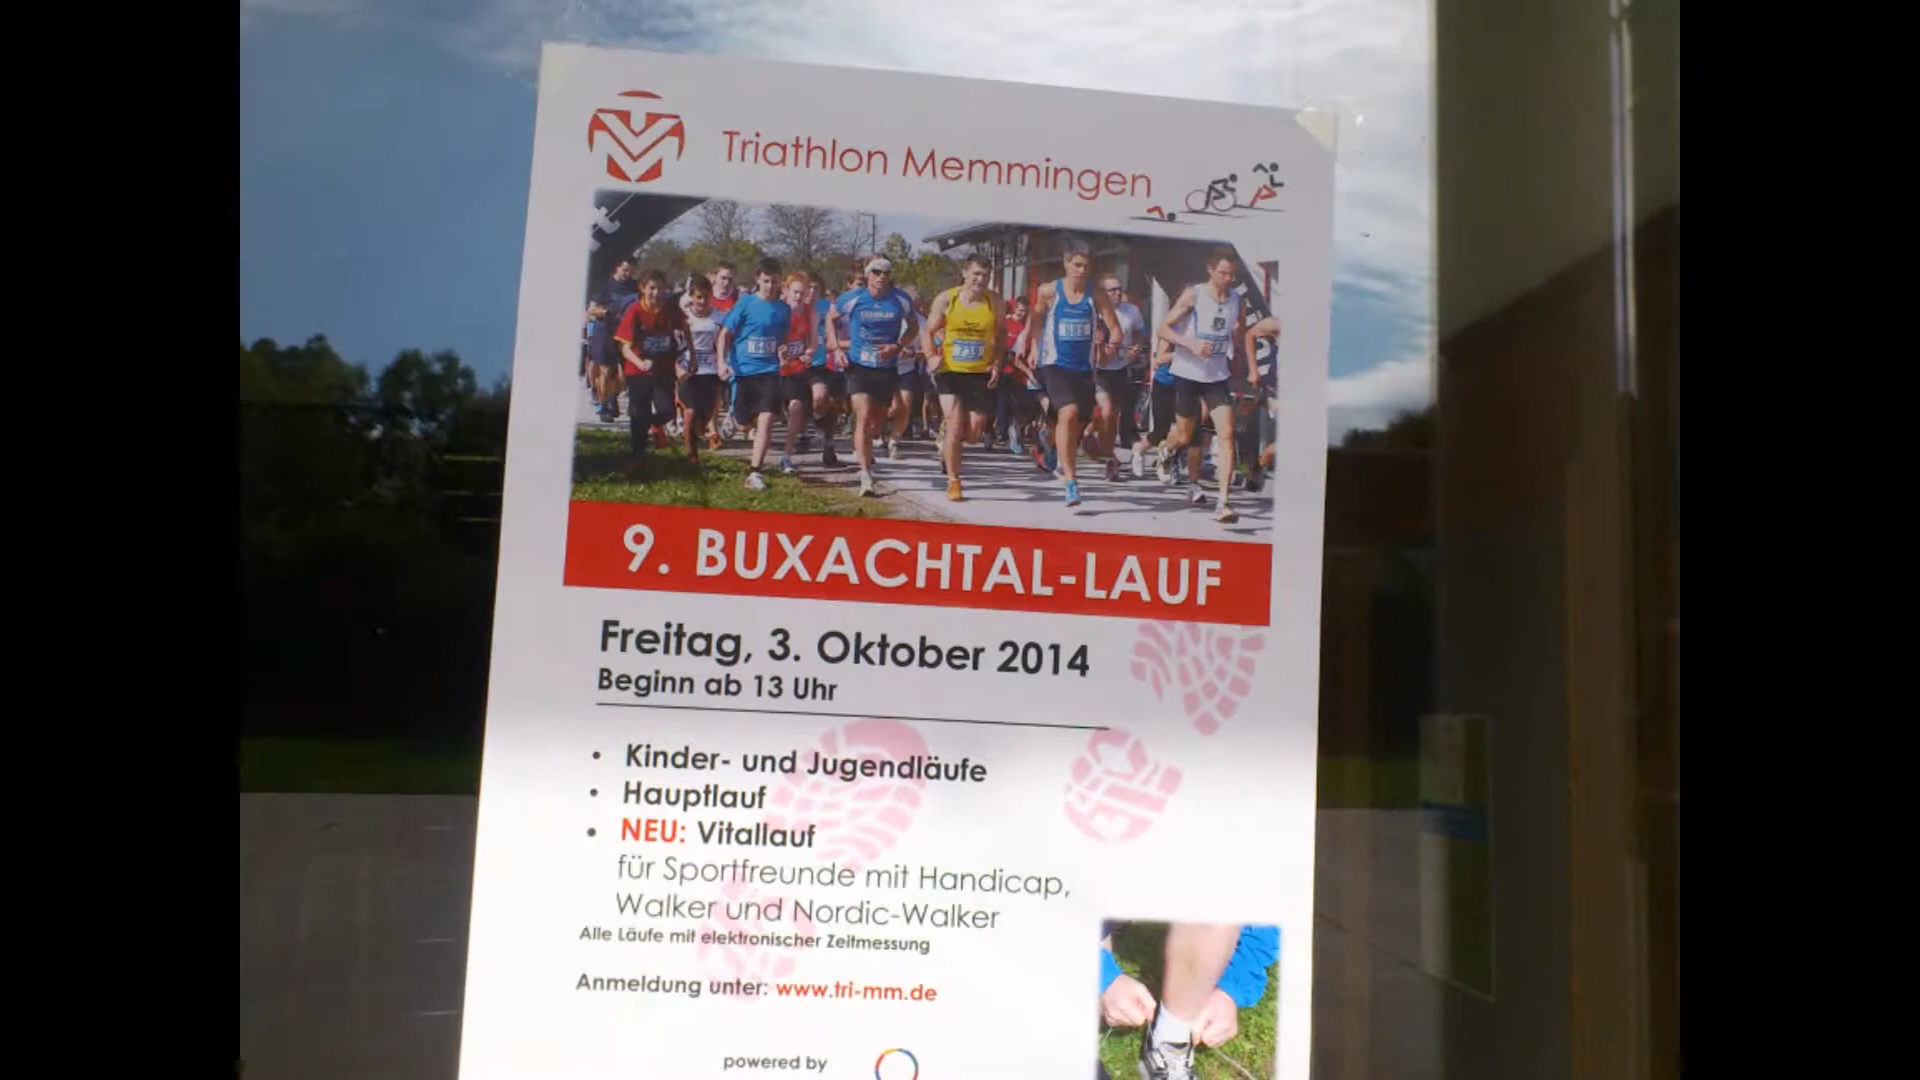 Triathlon Memmingen
9. BUXACHTAL-LAUF
Freitag, 3. Oktober 2014
Beginn ab 13 Uhr
• Kinder- und Jugendläufe
• Hauptlauf
• NEU: Vitallauf
für Sportfreunde mit Handicap,
Walker und Nordic-Walker
Alle Läufe mit elektronischer Zeitmessung
Anmeldung unter: www.tri-mm.de
powered by